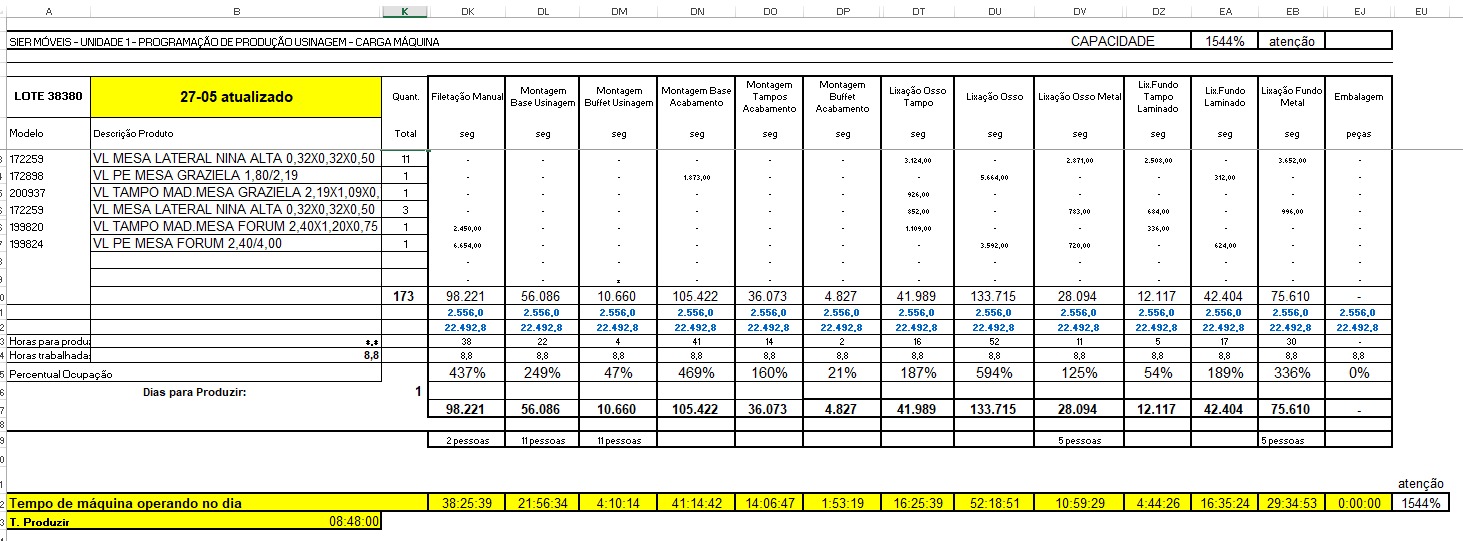 A B K DK DL DM DN DO DP DT DU DV DZ EA EB EJ EU
SIER MÓVEIS - UNIDADE 1 - PROGRAMAÇÃO DE PRODUÇÃO USINAGEM - CARGA MÁQUINA CAPACIDADE 1544% atenção
LOTE 38380 27-05 atualizado Quant. Filetação Manual Montagem Base Usinagem Montagem Buffet Usinagem Montagem Base Acabamento Montagem Tampos Acabamento Montagem Buffet Acabamento Lixação Osso Tampo Lixação Osso Lixação Osso Metal Lix.Fundo Tampo Laminado Lix.Fundo Laminado Lixação Fundo Metal Embalagem
Modelo Descrição Produto Total seg seg seg seg seg seg seg seg seg seg seg seg peças
172259 VL MESA LATERAL NINA ALTA 0,32X0,32X0,50 11 - - - - - - 3.124,00 - 2.871,00 2.508,00 - 3.652,00 -
172898 VL PE MESA GRAZIELA 1,80/2,19 1 - - - 1.873,00 - - - 5.664,00 - - 312,00 - -
200937 VL TAMPO MAD.MESA GRAZIELA 2,19X1,09X0, 1 - - - - - - 926,00 - - - - - -
172259 VL MESA LATERAL NINA ALTA 0,32X0,32X0,50 3 - - - - - - 852,00 - 783,00 684,00 - 996,00 -
199820 VL TAMPO MAD.MESA FORUM 2,40X1,20X0,75 1 2.450,00 - - - - - 1.109,00 - - 336,00 - - -
199824 VL PE MESA FORUM 2,40/4,00 1 6.654,00 - - - - - - 3.592,00 720,00 - 624,00 - -
- - - - - - - - - - - - -
- - - - - - - - - - - -
173 98.221 56.086 10.660 105.422 36.073 4.827 41.989 133.715 28.094 12.117 42.404 75.610 -
2.556,0 2.556,0 2.556,0 2.556,0 2.556,0 2.556,0 2.556,0 2.556,0 2.556,0 2.556,0 2.556,0 2.556,0 2.556,0
22.492,8 22.492,8 22.492,8 22.492,8 22.492,8 22.492,8 22.492,8 22.492,8 22.492,8 22.492,8 22.492,8 22.492,8 22.492,8
Horas para produ 38 22 4 41 14 2 16 52 11 5 17 30 -
Horas trabalhadas 8,8 8,8 8,8 8,8 8,8 8,8 8,8 8,8 8,8 8,8 8,8 8,8 8,8 8,8
Percentual Ocupação 437% 249% 47% 469% 160% 21% 187% 594% 125% 54% 189% 336% 0%
Dias para Produzir: 1
98.221 56.086 10.660 105.422 36.073 4.827 41.989 133.715 28.094 12.117 42.404 75.610 -
2 pessoas 11 pessoas 11 pessoas 5 pessoas 5 pessoas
atenção
Tempo de máquina operando no dia 38:25:39 21:56:34 4:10:14 41:14:42 14:06:47 1:53:19 16:25:39 52:18:51 10:59:29 4:44:26 16:35:24 29:34:53 0:00:00 1544%
T. Produzir 08:48:00